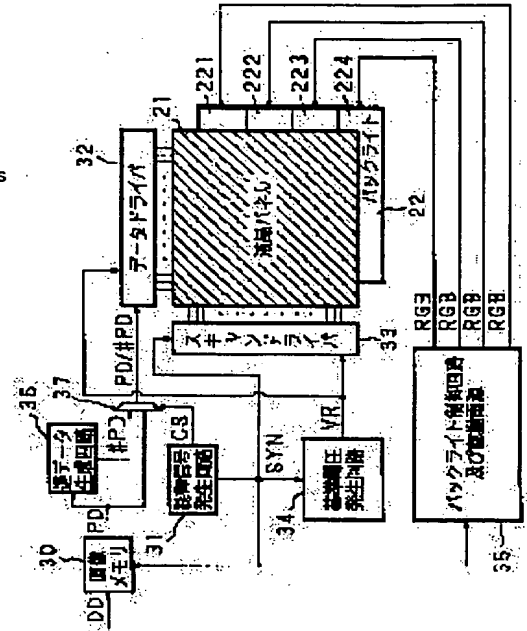 s
DD
30
画像
メモリ
PD
36
逆データ
生成回路
#PD
37
PD/#PD
CS
31
制御信号
発生回路
SYN
34
基準電圧
発生回路
VR
32
データドライバ
33
スキャンドライバ
21
液晶パネル
221
222
223
224
バックライト
22
RGB
RGB
RGB
RGB
35
バックライト制御回路
及び駆動電源